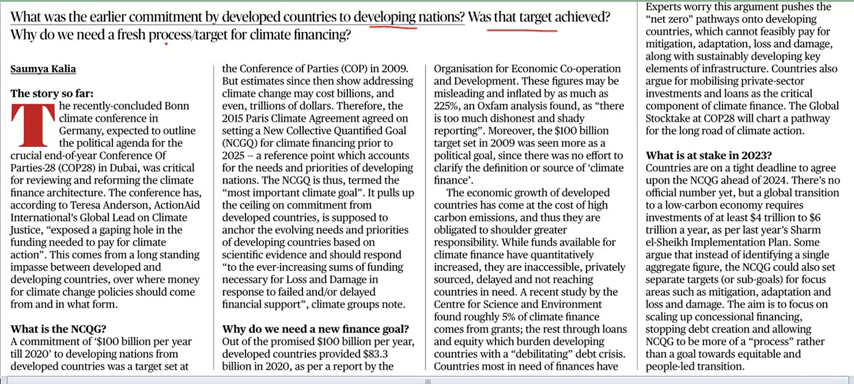 What was the earlier commitment by developed countries to developing nations? Was that target achieved?
Why do we need a fresh process/target for climate financing?
Saumya Kalia
The story so far:
The recently-concluded Bonn
climate conference in
Germany, expected to outline
the political agenda for the
crucial end-of-year Conference Of
Parties-28 (COP28) in Dubai, was critical
for reviewing and reforming the climate
finance architecture. The conference has,
according to Teresa Anderson, ActionAid
International's Global Lead on Climate
Justice, “exposed a gaping hole in the
funding needed to pay for climate
action”. This comes from a long standing
impasse between developed and
developing countries, over where money
for climate change policies should come
from and in what form.
What is the NCQG?
A commitment of ‘$100 billion per year
till 2020’ to developing nations from
developed countries was a target set at
the Conference of Parties (COP) in 2009.
But estimates since then show addressing
climate change may cost billions, and
even, trillions of dollars. Therefore, the
2015 Paris Climate Agreement agreed on
setting a New Collective Quantified Goal
(NCQG) for climate financing prior to
2025 — a reference point which accounts
for the needs and priorities of developing
nations. The NCQG is thus, termed the
“most important climate goal”. It pulls up
the ceiling on commitment from
developed countries, is supposed to
anchor the evolving needs and priorities
of developing countries based on
scientific evidence and should respond
“to the ever-increasing sums of funding
necessary for Loss and Damage in
response to failed and/or delayed
financial support”, climate groups note.
Why do we need a new finance goal?
Out of the promised $100 billion per year,
developed countries provided $83.3
billion in 2020, as per a report by the
Organisation for Economic Co-operation
and Development. These figures may be
misleading and inflated by as much as
225%, an Oxfam analysis found, as “there
is too much dishonest and shady
reporting”. Moreover, the $100 billion
target set in 2009 was seen more as a
political goal, since there was no effort to
clarify the definition or source of ‘climate
finance’.
The economic growth of developed
countries has come at the cost of high
carbon emissions, and thus they are
obligated to shoulder greater
responsibility. While funds available for
climate finance have quantitatively
increased, they are inaccessible, privately
sourced, delayed and not reaching
countries in need. A recent study by the
Centre for Science and Environment
found roughly 5% of climate finance
comes from grants; the rest through loans
and equity which burden developing
countries with a “debilitating” debt crisis.
Countries most in need of finances have
Experts worry this argument pushes the
“net zero” pathways onto developing
countries, which cannot feasibly pay for
mitigation, adaptation, loss and damage,
along with sustainably developing key
elements of infrastructure. Countries also
argue for mobilising private-sector
investments and loans as the critical
component of climate finance. The Global
Stocktake at COP28 will chart a pathway
for the long road of climate action.
What is at stake in 2023?
Countries are on a tight deadline to agree
upon the NCQG ahead of 2024. There's no
official number yet, but a global transition
to a low-carbon economy requires
investments of at least $4 trillion to $6
trillion a year, as per last year's Sharm
el-Sheikh Implementation Plan. Some
argue that instead of identifying a single
aggregate figure, the NCQG could also set
separate targets (or sub-goals) for focus
areas such as mitigation, adaptation and
loss and damage. The aim is to focus on
scaling up concessional financing,
stopping debt creation and allowing
NCQG to be more of a “process” rather
than a goal towards equitable and
people-led transition.